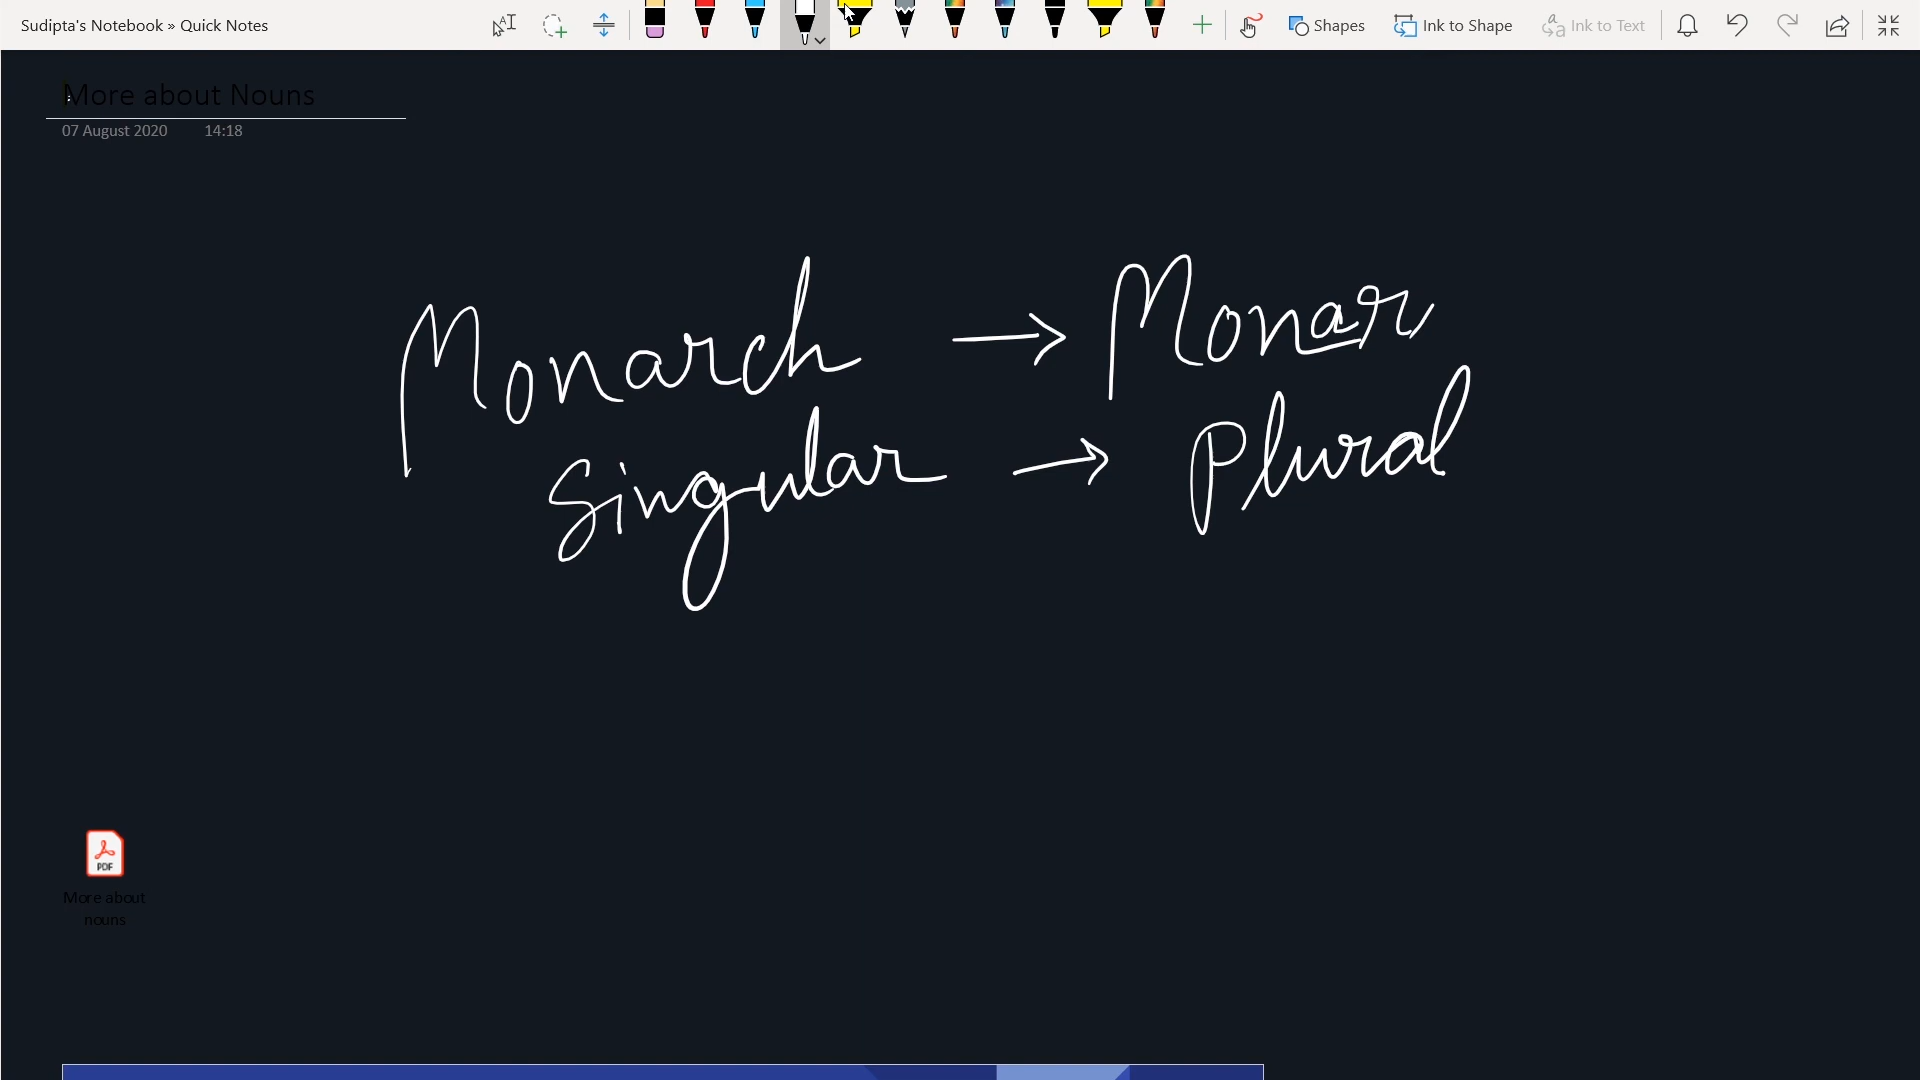 Sudipta's Notebook » Quick Notes
Shapes
Ink to Shape
Ink to Text
More about Nouns
07 August 2020 14:18
Monarch → Monar
Singular → Plural
PDF
More about
nouns